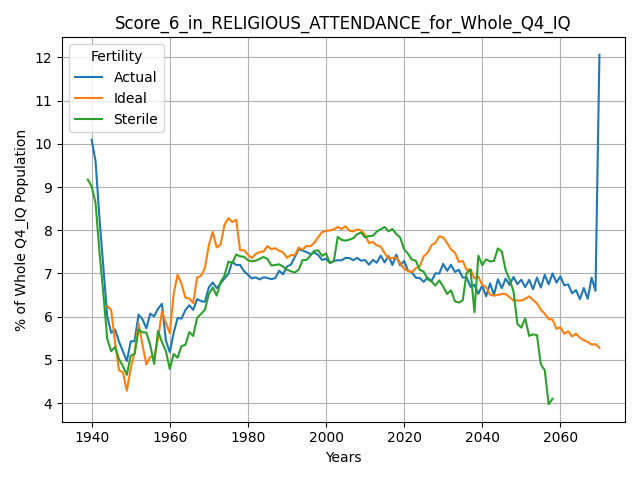 Score_6_in_RELIGIOUS_ATTENDANCE_for_Whole_Q4_IQ
Fertility
Actual
Ideal
Sterile
% of Whole Q4_IQ Population
12
11
10
9
8
7
6
5
4
1940 1960 1980 2000 2020 2040 2060
Years